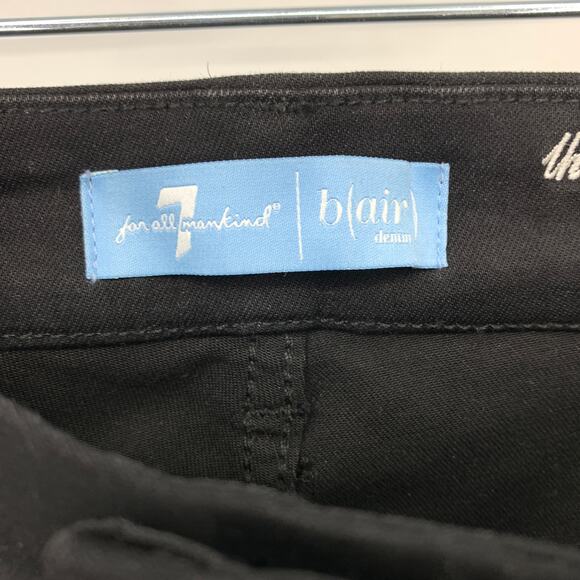 7
for all mankind®
b(air)
denim